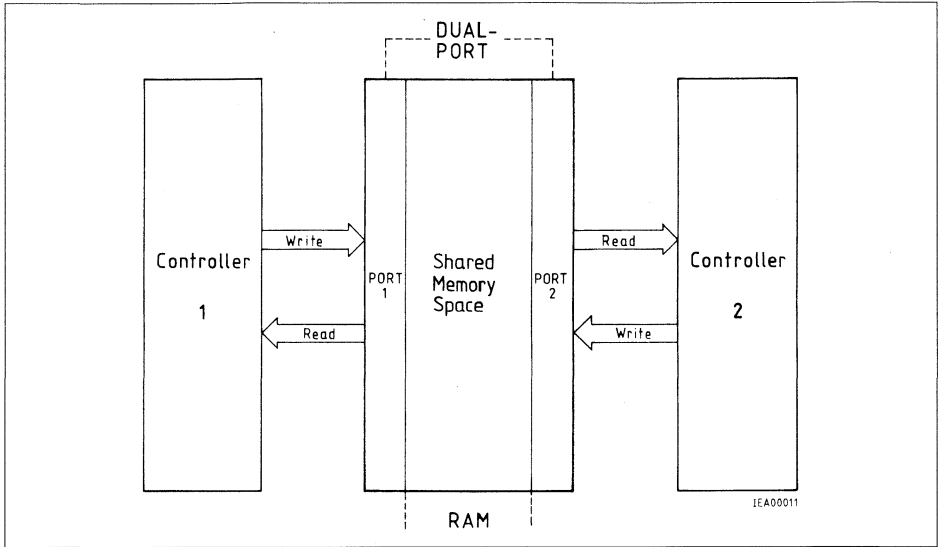 DUAL-
PORT
Controller
1
Write
Read
PORT
1
Shared
Memory
Space
PORT
2
Read
Write
Controller
2
IEA00011
RAM